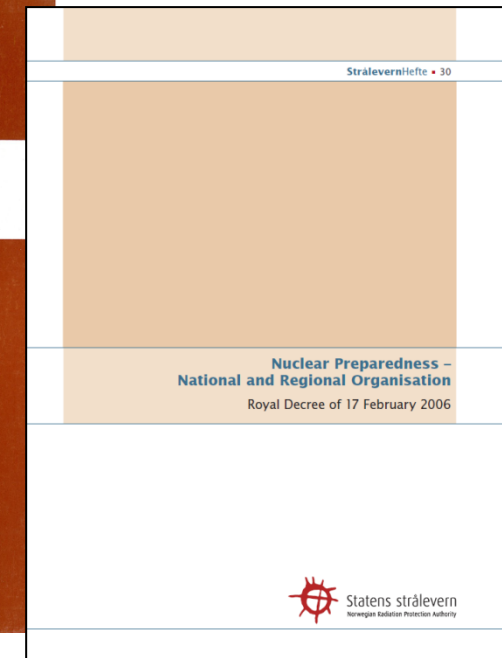 StrålevernHefte ▪ 30
Nuclear Preparedness –
National and Regional Organisation
Royal Decree of 17 February 2006
Statens strålevern
Norwegian Radiation Protection Authority